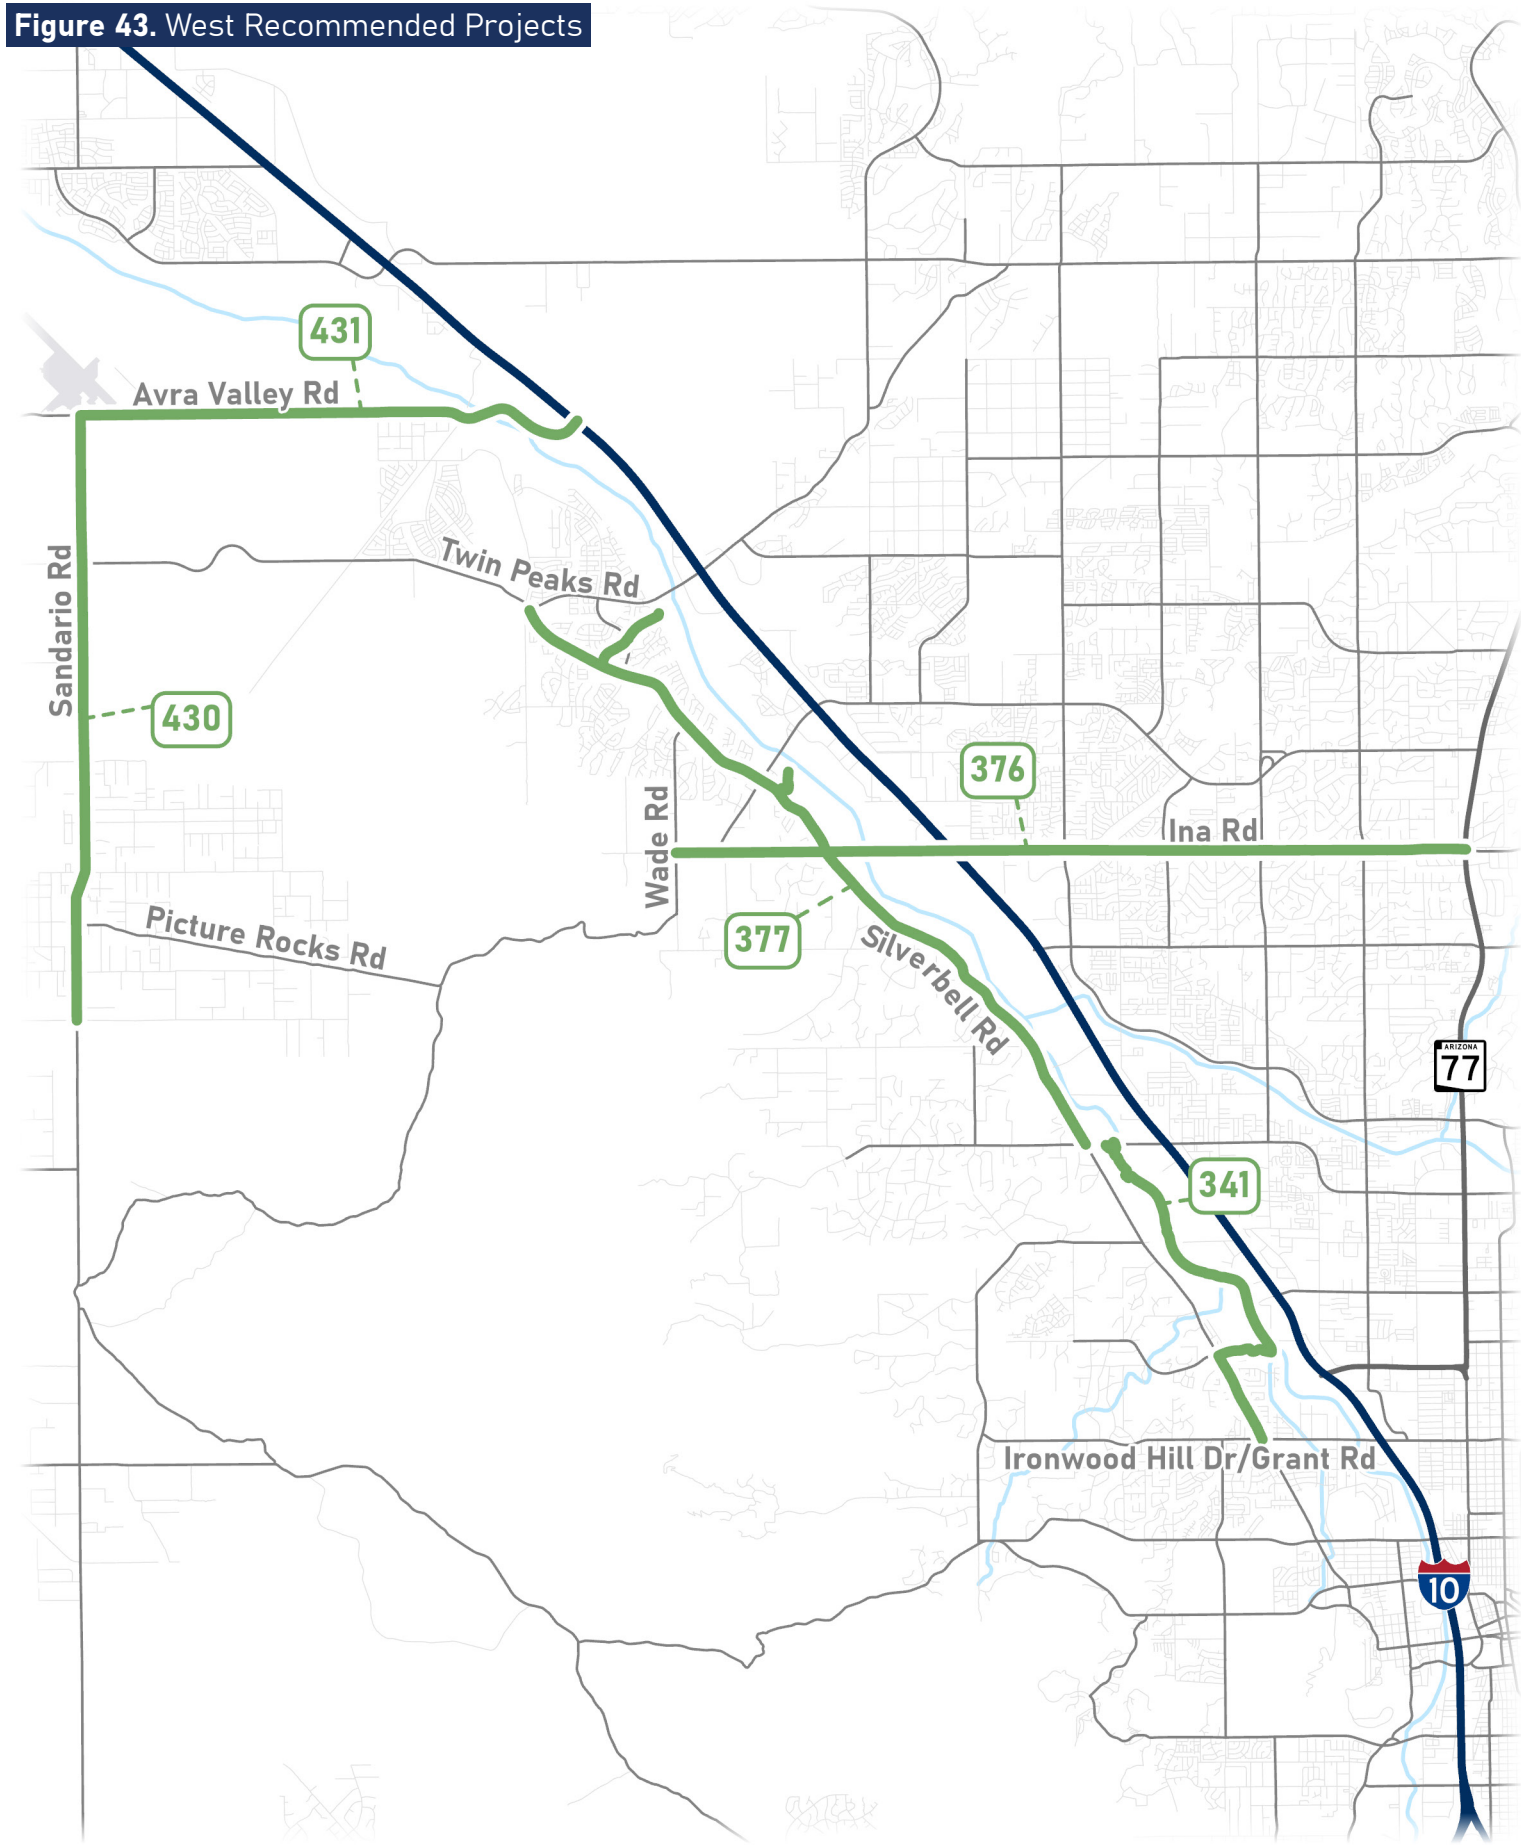 Figure 43. West Recommended Projects
431
Avra Valley Rd
Twin Peaks Rd
Sandario Rd
430
376
Ina Rd
Wade Rd
Picture Rocks Rd
377
Silverbell Rd
ARIZONA
77
341
Ironwood Hill Dr/Grant Rd
10